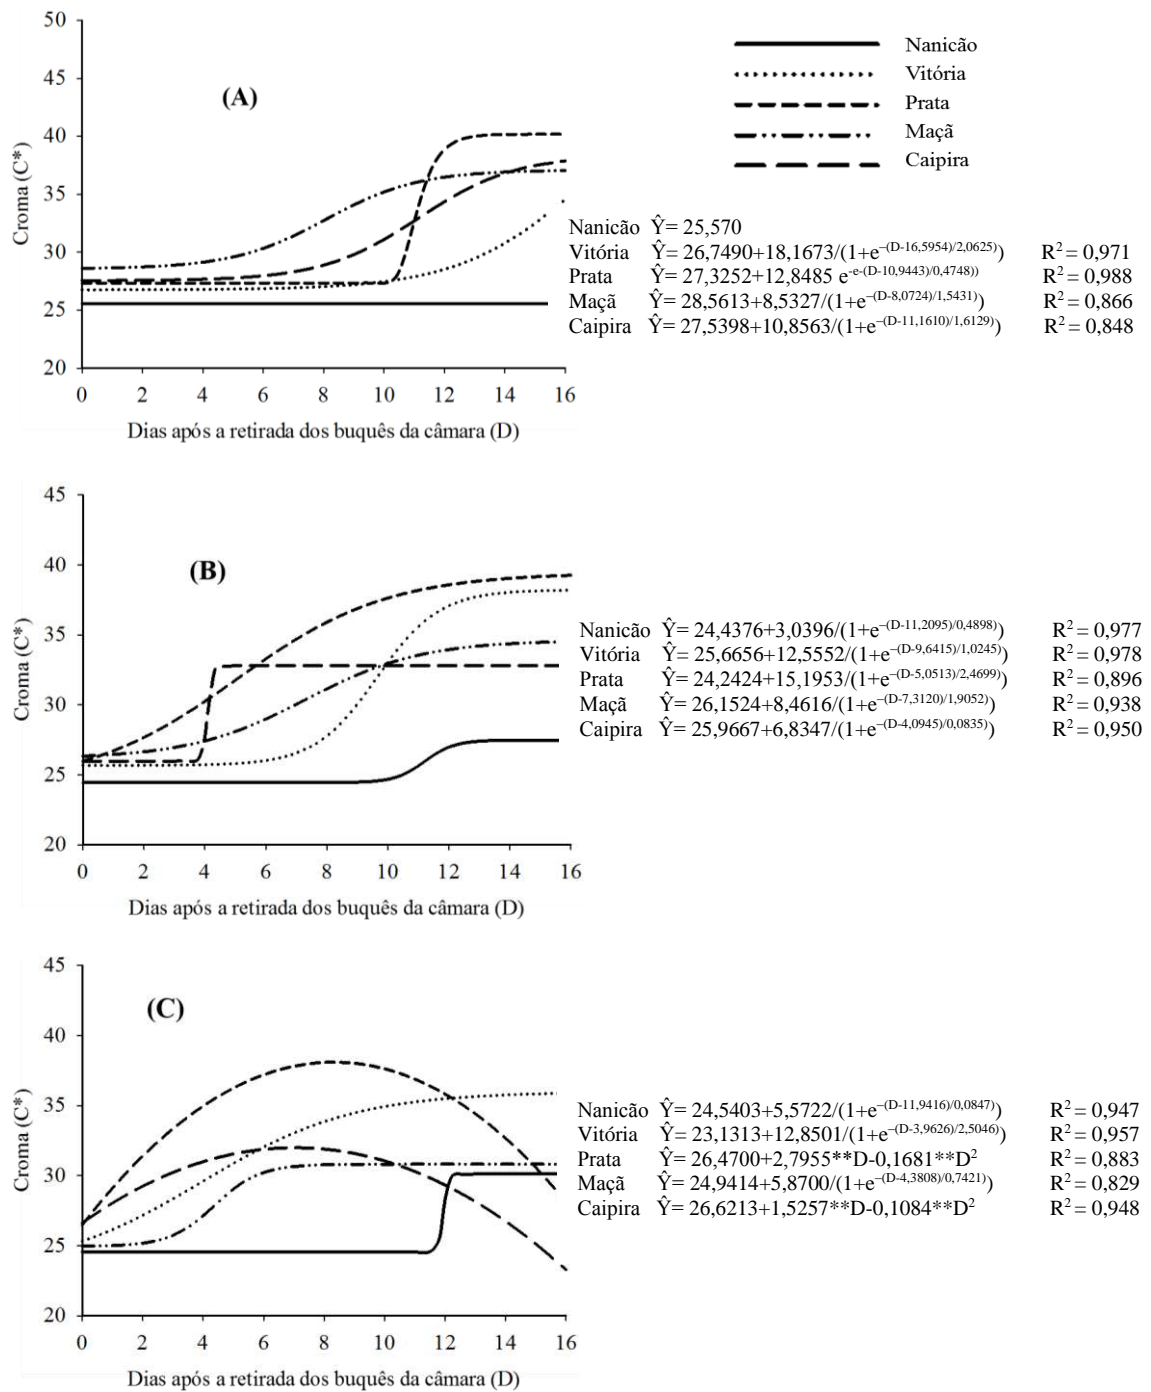 50
45
40
35
30
25
20
Croma (C*)
(A)
0 2 4 6 8 10 12 14 16
Dias após a retirada dos buquês da câmara (D)
Nanicão
Vitória
Prata
Maçã
Caipira
Nanicão Ŷ= 25,570
Vitória Ŷ= 26,7490+18,1673/(1+e–(D-16,5954)/2,0625)) R2 = 0,971
Prata Ŷ= 27,3252+12,8485 e-e-(D-10,9443)/0,4748)) R2 = 0,988
Maçã Ŷ= 28,5613+8,5327/(1+e–(D-8,0724)/1,5431)) R2 = 0,866
Caipira Ŷ= 27,5398+10,8563/(1+e–(D-11,1610)/1,6129)) R2 = 0,848
45
40
35
30
25
20
Croma (C*)
(B)
0 2 4 6 8 10 12 14 16
Dias após a retirada dos buquês da câmara (D)
Nanicão Ŷ= 24,4376+3,0396/(1+e–(D-11,2095)/0,4898)) R2 = 0,977
Vitória Ŷ= 25,6656+12,5552/(1+e–(D-9,6415)/1,0245)) R2 = 0,978
Prata Ŷ= 24,2424+15,1953/(1+e–(D-5,0513)/2,4699)) R2 = 0,896
Maçã Ŷ= 26,1524+8,4616/(1+e–(D-7,3120)/1,9052)) R2 = 0,938
Caipira Ŷ= 25,9667+6,8347/(1+e–(D-4,0945)/0,0835)) R2 = 0,950
45
40
35
30
25
20
Croma (C*)
(C)
0 2 4 6 8 10 12 14 16
Dias após a retirada dos buquês da câmara (D)
Nanicão Ŷ= 24,5403+5,5722/(1+e–(D-11,9416)/0,0847)) R2 = 0,947
Vitória Ŷ= 23,1313+12,8501/(1+e–(D-3,9626)/2,5046)) R2 = 0,957
Prata Ŷ= 26,4700+2,7955**D-0,1681**D2 R2 = 0,883
Maçã Ŷ= 24,9414+5,8700/(1+e–(D-4,3808)/0,7421)) R2 = 0,829
Caipira Ŷ= 26,6213+1,5257**D-0,1084**D2 R2 = 0,948